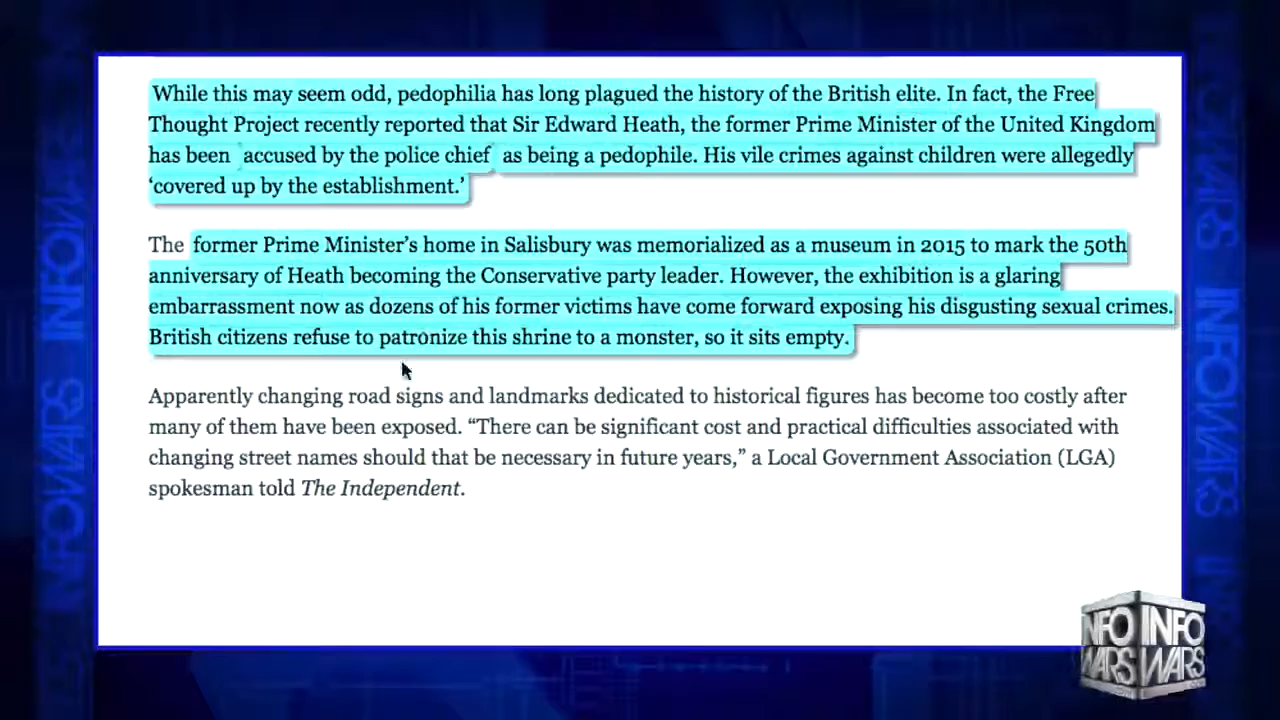 While this may seem odd, pedophilia has long plagued the history of the British elite. In fact, the Free
Thought Project recently reported that Sir Edward Heath, the former Prime Minister of the United Kingdom
has been accused by the police chief as being a pedophile. His vile crimes against children were allegedly
‘covered up by the establishment.’
The former Prime Minister’s home in Salisbury was memorialized as a museum in 2015 to mark the 50th
anniversary of Heath becoming the Conservative party leader. However, the exhibition is a glaring
embarrassment now as dozens of his former victims have come forward exposing his disgusting sexual crimes.
British citizens refuse to patronize this shrine to a monster, so it sits empty.
Apparently changing road signs and landmarks dedicated to historical figures has become too costly after
many of them have been exposed. “There can be significant cost and practical difficulties associated with
changing street names should that be necessary in future years,” a Local Government Association (LGA)
spokesman told The Independent.
INFOWARS
INFOWARS
INFO
WARS
INFO
WARS